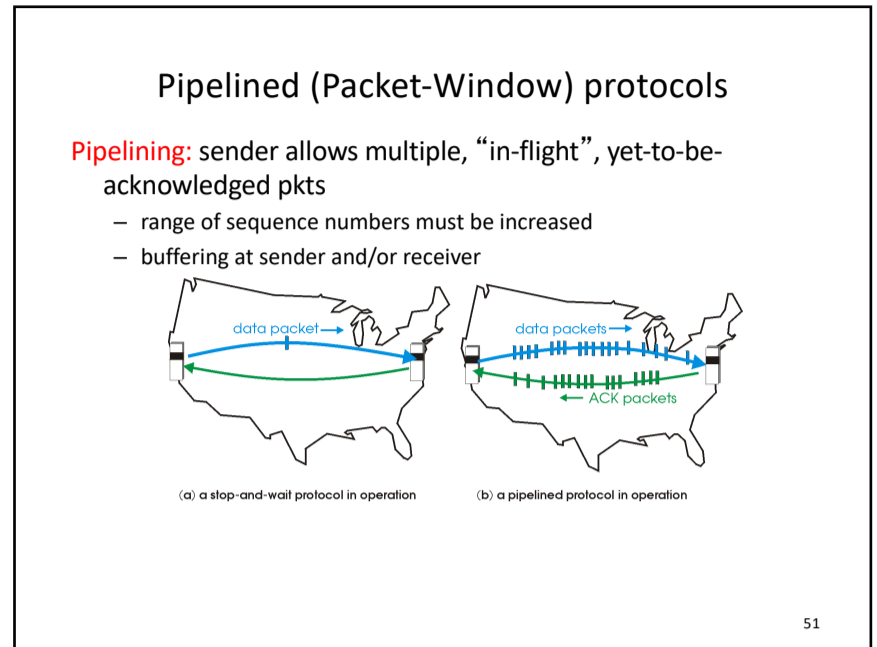 Pipelined (Packet-Window) protocols
Pipelining: sender allows multiple, “in-flight”, yet-to-be-
acknowledged pkts
– range of sequence numbers must be increased
– buffering at sender and/or receiver
data packet
data packets
ACK packets
(a) a stop-and-wait protocol in operation
(b) a pipelined protocol in operation
51